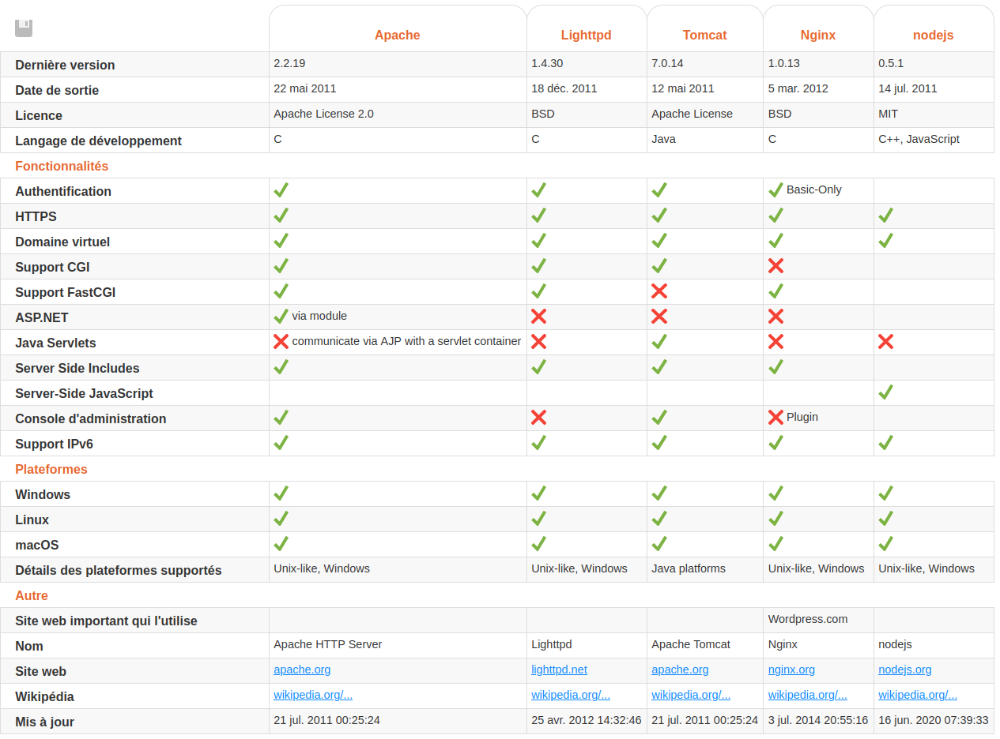 Apache Lighttpd Tomcat Nginx nodejs
Dernière version 2.2.19 1.4.30 7.0.14 1.0.13 0.5.1
Date de sortie 22 mai 2011 18 déc. 2011 12 mai 2011 5 mar. 2012 14 jul. 2011
Licence Apache License 2.0 BSD Apache License BSD MIT
Langage de développement C C Java C C++, JavaScript
Fonctionnalités
Authentification Basic-Only
HTTPS
Domaine virtuel
Support CGI
Support FastCGI
ASP.NET via module
Java Servlets communicate via AJP with a servlet container
Server Side Includes
Server-Side JavaScript
Console d'administration Plugin
Support IPv6
Plateformes
Windows
Linux
macOS
Détails des plateformes supportés Unix-like, Windows Unix-like, Windows Java platforms Unix-like, Windows Unix-like, Windows
Autre
Site web important qui l'utilise Wordpress.com
Nom Apache HTTP Server Lighttpd Apache Tomcat Nginx nodejs
Site web apache.org lighttpd.net apache.org nginx.org nodejs.org
Wikipédia wikipedia.org/... wikipedia.org/... wikipedia.org/... wikipedia.org/... wikipedia.org/...
Mis à jour 21 jul. 2011 00:25:24 25 avr. 2012 14:32:46 21 jul. 2011 00:25:24 3 jul. 2014 20:55:16 16 jun. 2020 07:39:33